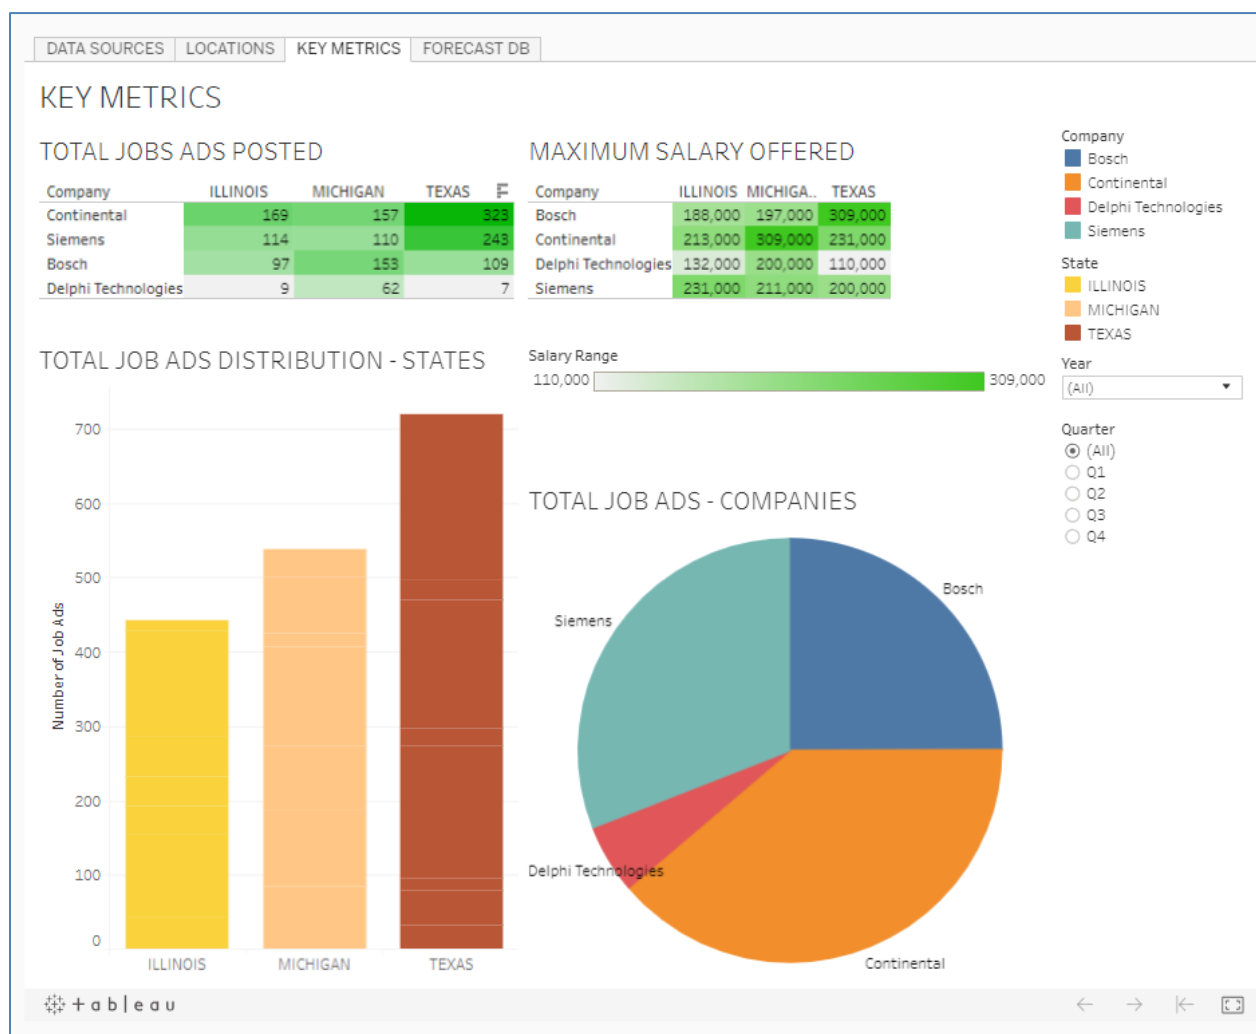 DATA SOURCES LOCATIONS KEY METRICS FORECAST DB
KEY METRICS
TOTAL JOBS ADS POSTED
Company ILLINOIS MICHIGAN TEXAS
Continental 169 157 323
Siemens 114 110 243
Bosch 97 153 109
Delphi Technologies 9 62 7
MAXIMUM SALARY OFFERED
Company ILLINOIS MICHIGA.. TEXAS
Bosch 188,000 197,000 309,000
Continental 213,000 309,000 231,000
Delphi Technologies 132,000 200,000 110,000
Siemens 231,000 211,000 200,000
Company
Bosch
Continental
Delphi Technologies
Siemens
State
ILLINOIS
MICHIGAN
TEXAS
Year
(All)
Quarter
(All)
Q1
Q2
Q3
Q4
TOTAL JOB ADS DISTRIBUTION - STATES
Number of Job Ads
700
600
500
400
300
200
100
0
ILLINOIS MICHIGAN TEXAS
Salary Range
110,000 309,000
TOTAL JOB ADS - COMPANIES
Bosch
Siemens
Delphi Technologies
Continental
+ableau